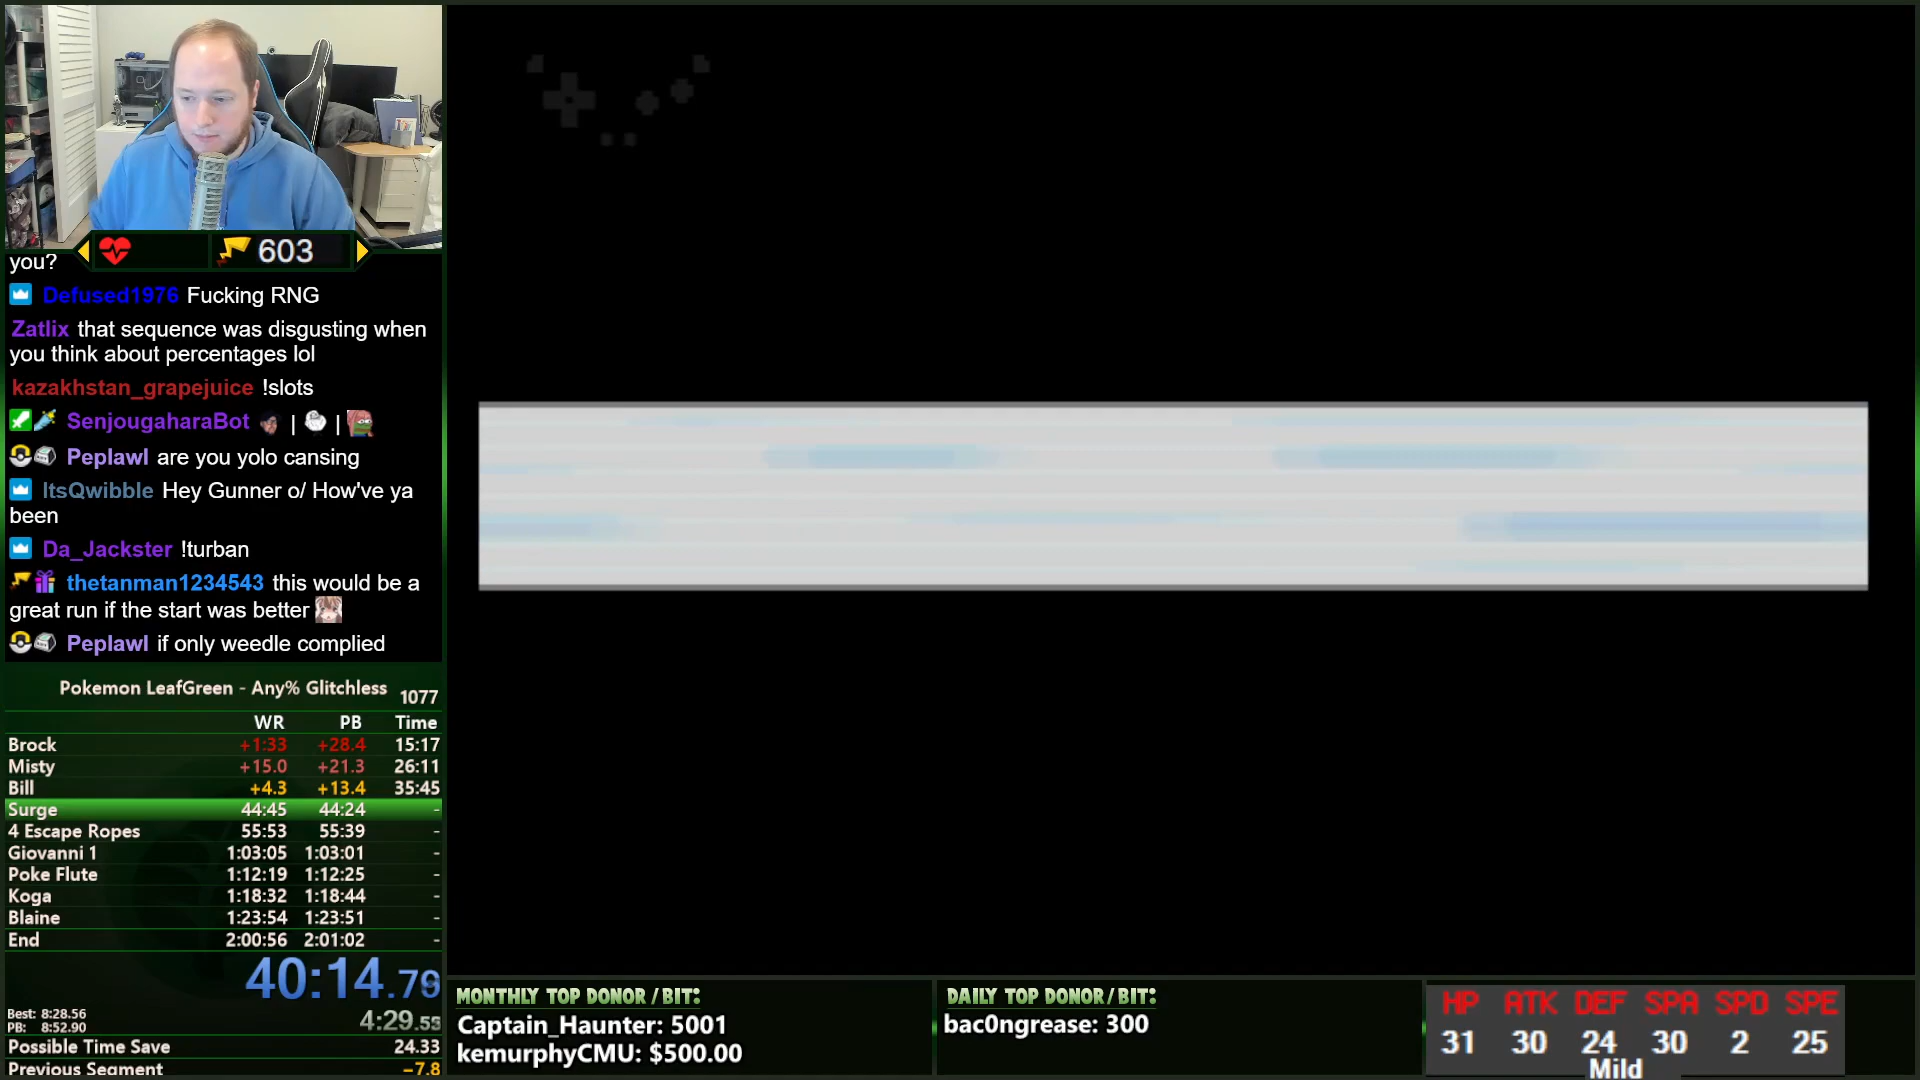 603
you?
Defused1976 Fucking RNG
Zatlix that sequence was disgusting when
you think about percentages lol
kazakhstan_grapejuice !slots
SenjougaharaBot | |
Peplawl are you yolo cansing
ItsQwibble Hey Gunner o/ How've ya
been
Da_Jackster !turban
thetanman1234543 this would be a
great run if the start was better
Peplawl if only weedle complied
Pokemon LeafGreen - Any% Glitchless 1077
WR PB Time
Brock +1:33 +28.4 15:17
Misty +15.0 +21.3 26:11
Bill +4.3 +13.4 35:45
Surge 44:45 44:24 -
4 Escape Ropes 55:53 55:39 -
Giovanni 1 1:03:05 1:03:01 -
Poke Flute 1:12:19 1:12:25 -
Koga 1:18:32 1:18:44 -
Blaine 1:23:54 1:23:51 -
End 2:00:56 2:01:02 -
40:14.79
Best: 8:28.56
PB: 8:52.90
4:29.55
Possible Time Save 24.33
Previous Segment -7.8
MONTHLY TOP DONOR/BIT:
Captain_Haunter: 5001
kemurphyCMU: $500.00
DAILY TOP DONOR/BIT:
bac0ngrease: 300
HP ATK DEF SPA SPD SPE
31 30 24 30 2 25
Mild